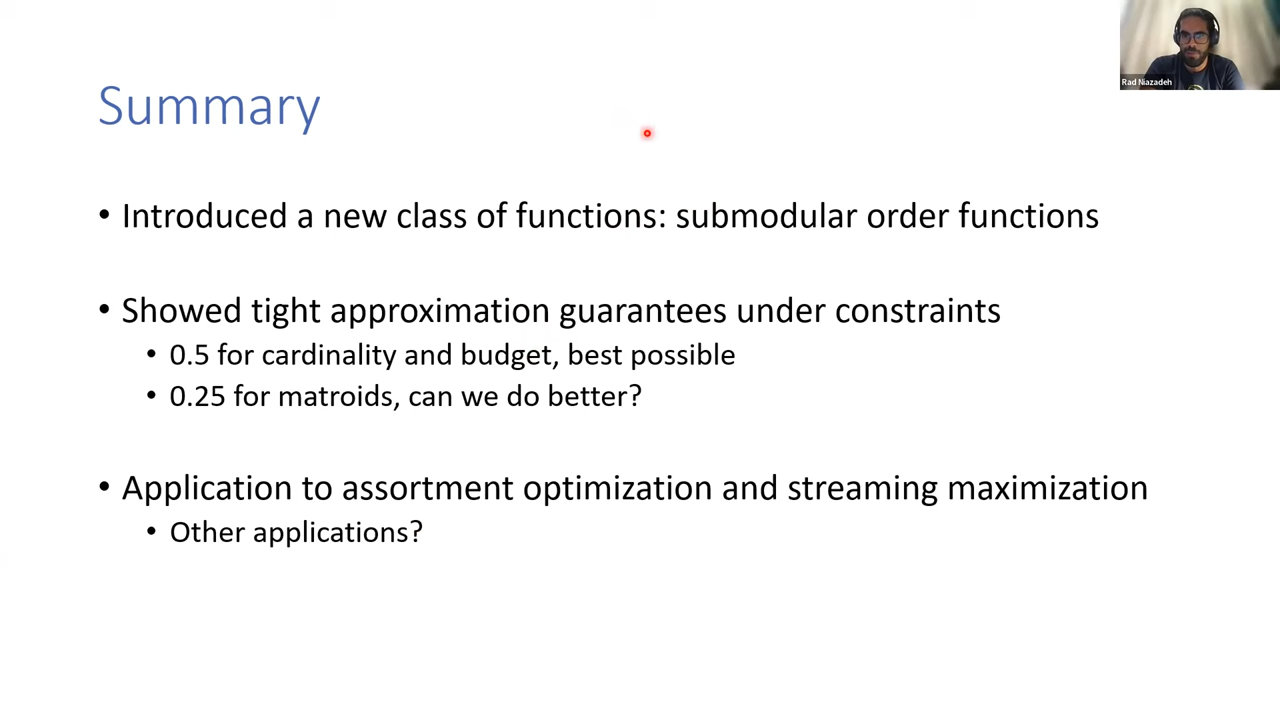 Rad Niazadeh
Summary
• Introduced a new class of functions: submodular order functions
• Showed tight approximation guarantees under constraints
• 0.5 for cardinality and budget, best possible
• 0.25 for matroids, can we do better?
• Application to assortment optimization and streaming maximization
• Other applications?